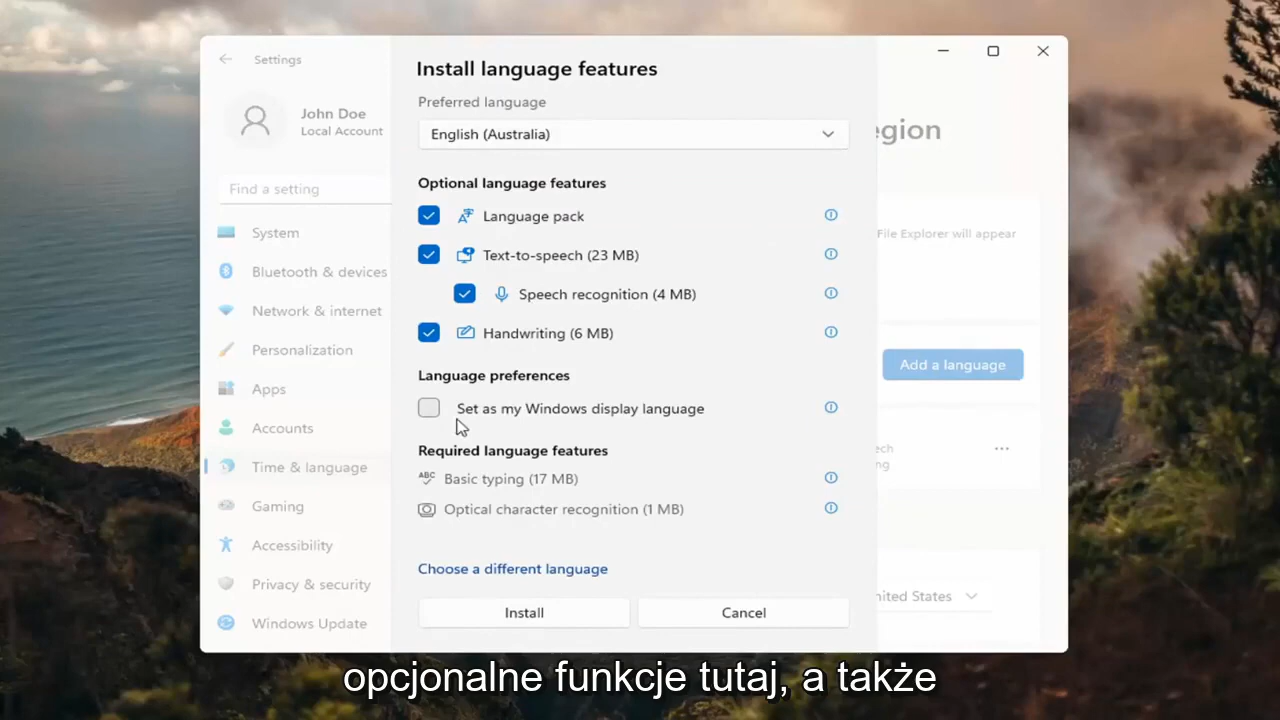 Settings
John Doe
Local Account
Find a setting
System
Bluetooth & devices
Network & internet
Personalization
Apps
Accounts
Time & language
Gaming
Accessibility
Privacy & security
Windows Update
Install language features
Preferred language
English (Australia)
Optional language features
Language pack
Text-to-speech (23 MB)
Speech recognition (4 MB)
Handwriting (6 MB)
Language preferences
Set as my Windows display language
Required language features
ABC
Basic typing (17 MB)
Optical character recognition (1 MB)
Choose a different language
Install
Cancel
egion
File Explorer will appear
Add a language
ech
ng
nited States
opcjonalne funkcje tutaj, a także